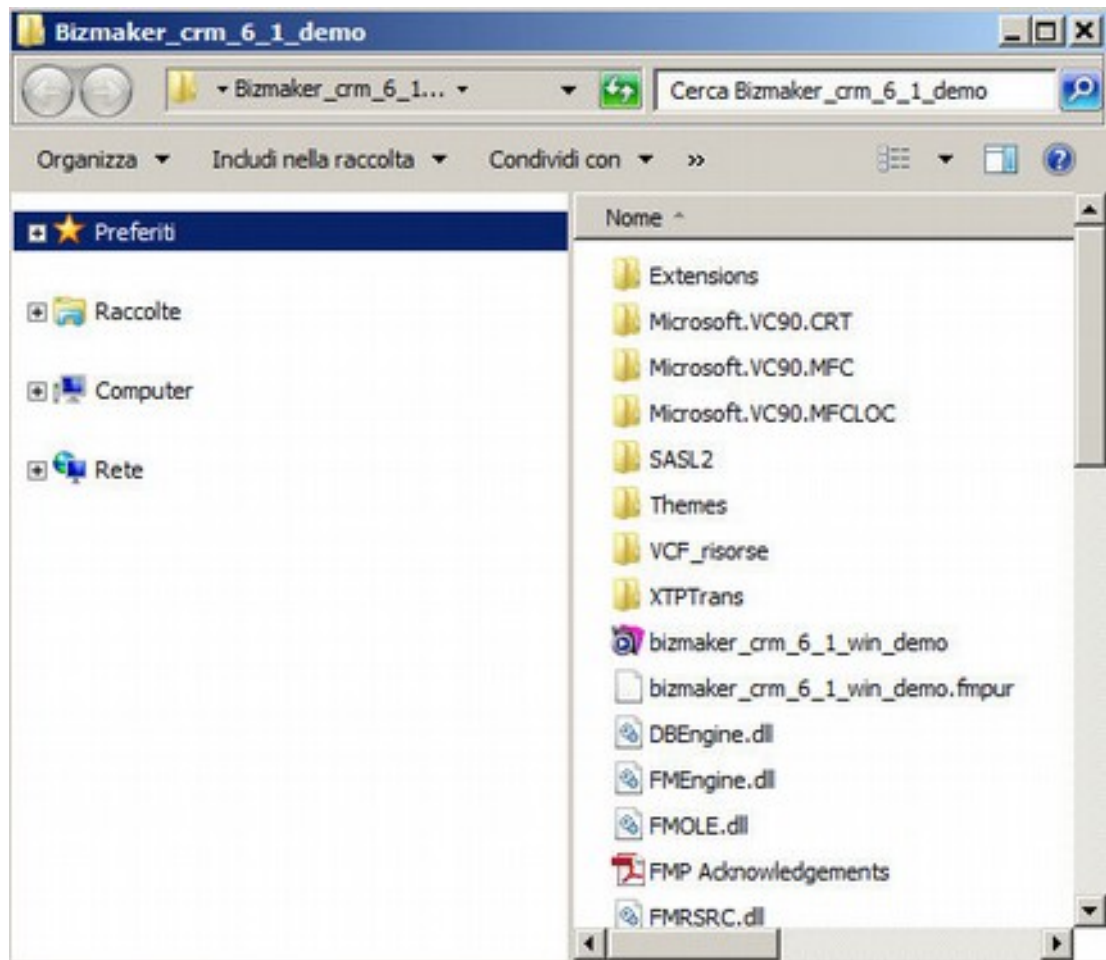 Bizmaker_crm_6_1_demo
Bizmaker_crm_6_1... Cerca Bizmaker_crm_6_1_demo
Organizza Includi nella raccolta Condividi con »
Preferiti
Raccolte
Computer
Rete
Nome
Extensions
Microsoft.VC90.CRT
Microsoft.VC90.MFC
Microsoft.VC90.MFCLOC
SASL2
Themes
VCF_risorse
XTPTrans
bizmaker_crm_6_1_win_demo
bizmaker_crm_6_1_win_demo.fmpur
DBEngine.dll
FMEngine.dll
FMOLE.dll
FMP Acknowledgements
FMRSRC.dll